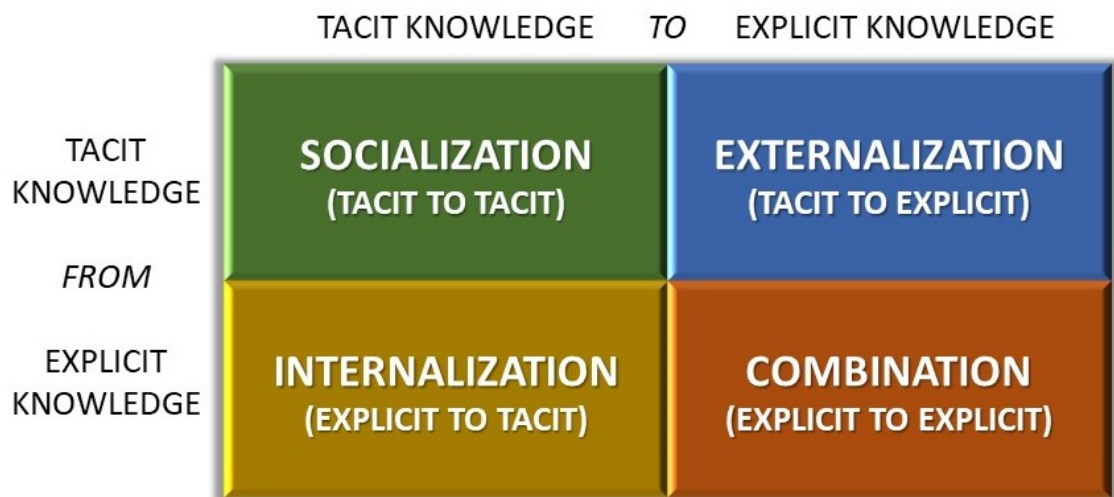 TACIT KNOWLEDGE TO EXPLICIT KNOWLEDGE
TACIT
KNOWLEDGE
FROM
EXPLICIT
KNOWLEDGE
SOCIALIZATION
(TACIT TO TACIT)
EXTERNALIZATION
(TACIT TO EXPLICIT)
INTERNALIZATION
(EXPLICIT TO TACIT)
COMBINATION
(EXPLICIT TO EXPLICIT)